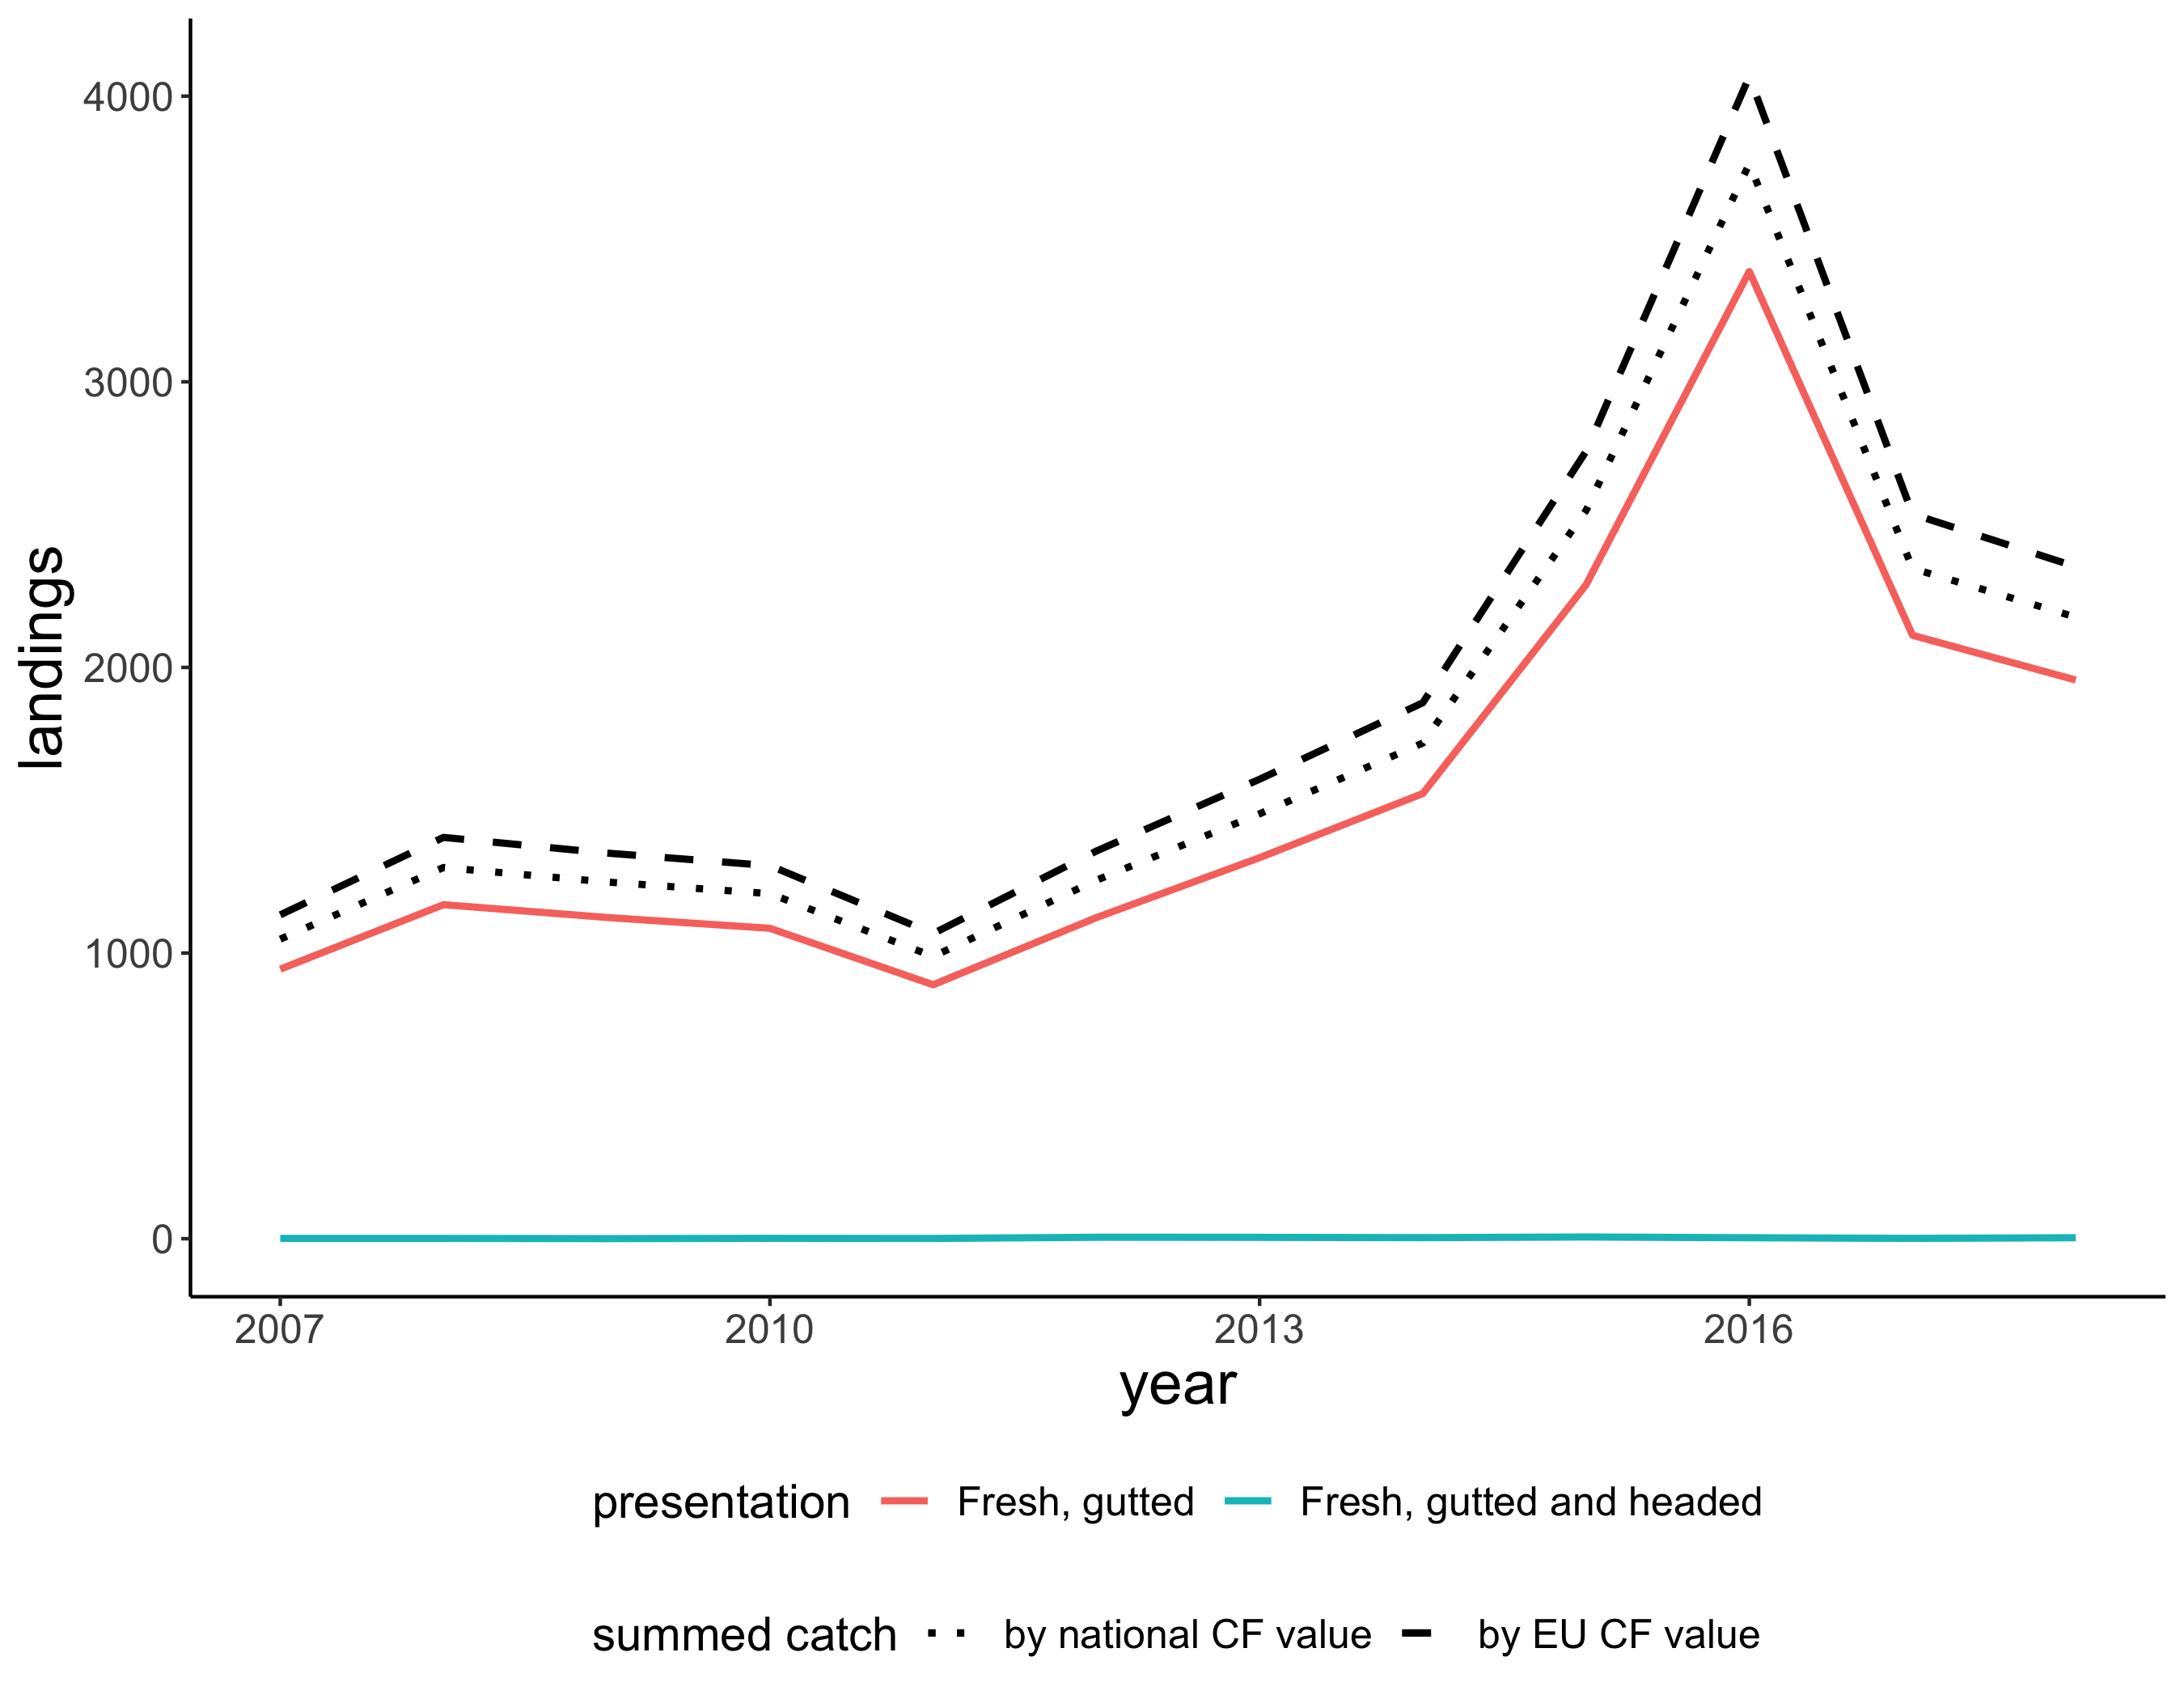 landings
4000
3000
2000
1000
0
2007 2010 2013 2016
year
presentation Fresh, gutted Fresh, gutted and headed
summed catch by national CF value by EU CF value